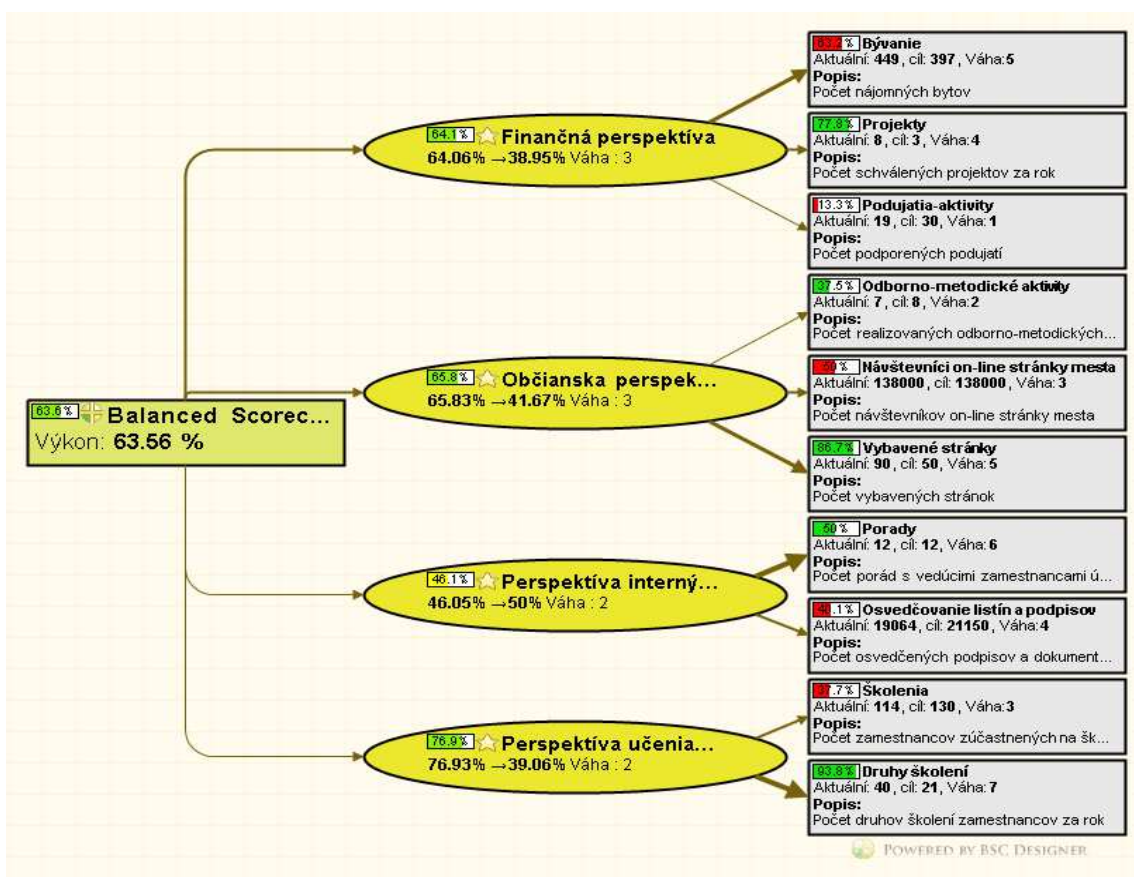 63.2 % Bývanie
Aktuální: 449, cíl: 397, Váha:5
Popis:
Počet nájomných bytov
77.8 % Projekty
Aktuální: 8, cíl: 3, Váha:4
Popis:
Počet schválených projektov za rok
13.3 % Podujatia-aktivity
Aktuální: 19, cíl: 30, Váha:1
Popis:
Počet podporených podujatí
64.1 % Finančná perspektíva
64.06% →38.95% Váha : 3
37.5 % Odborno-metodické aktivity
Aktuální: 7, cíl: 8, Váha:2
Popis:
Počet realizovaných odborno-metodických...
50 % Návštevníci on-line stránky mesta
Aktuální: 138000, cíl: 138000, Váha: 3
Popis:
Počet návštevníkov on-line stránky mesta
86.7 % Vybavené stránky
Aktuální: 90, cíl: 50, Váha:5
Popis:
Počet vybavených stránok
65.8 % Občianska perspek...
65.83% →41.67% Váha : 3
63.6 % Balanced Scorec...
Výkon: 63.56 %
50 % Porady
Aktuální: 12, cíl: 12, Váha:6
Popis:
Počet porád s vedúcimi zamestnancami ú...
40.1 % Osvedčovanie listín a podpisov
Aktuální: 19064, cíl: 21150, Váha:4
Popis:
Počet osvedčených podpisov a dokument...
46.1 % Perspektíva interný...
46.05% →50% Váha : 2
37.7 % Školenia
Aktuální: 114, cíl: 130, Váha:3
Popis:
Počet zamestnancov zúčastnených na šk...
93.8 % Druhy školení
Aktuální: 40, cíl: 21, Váha:7
Popis:
Počet druhov školení zamestnancov za rok
76.9 % Perspektíva učenia...
76.93% →39.06% Váha : 2
POWERED BY BSC DESIGNER